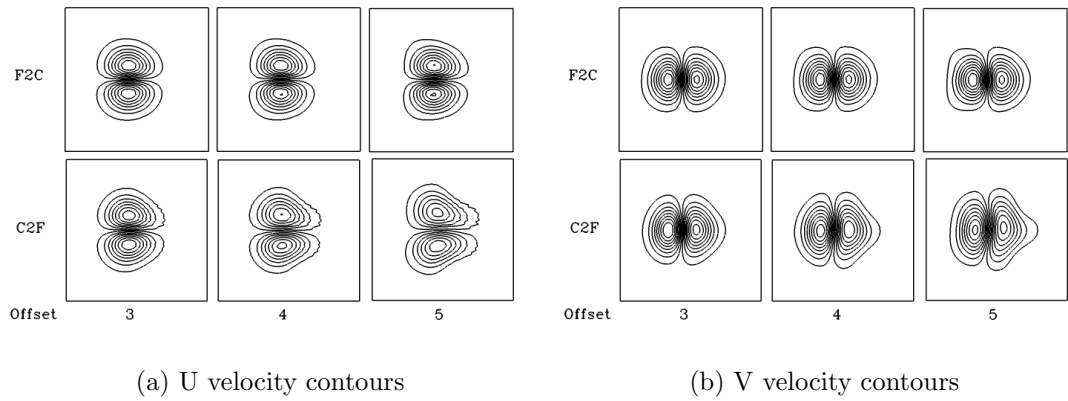 F2C
C2F
Offset 3 4 5
(a) U velocity contours
F2C
C2F
Offset 3 4 5
(b) V velocity contours